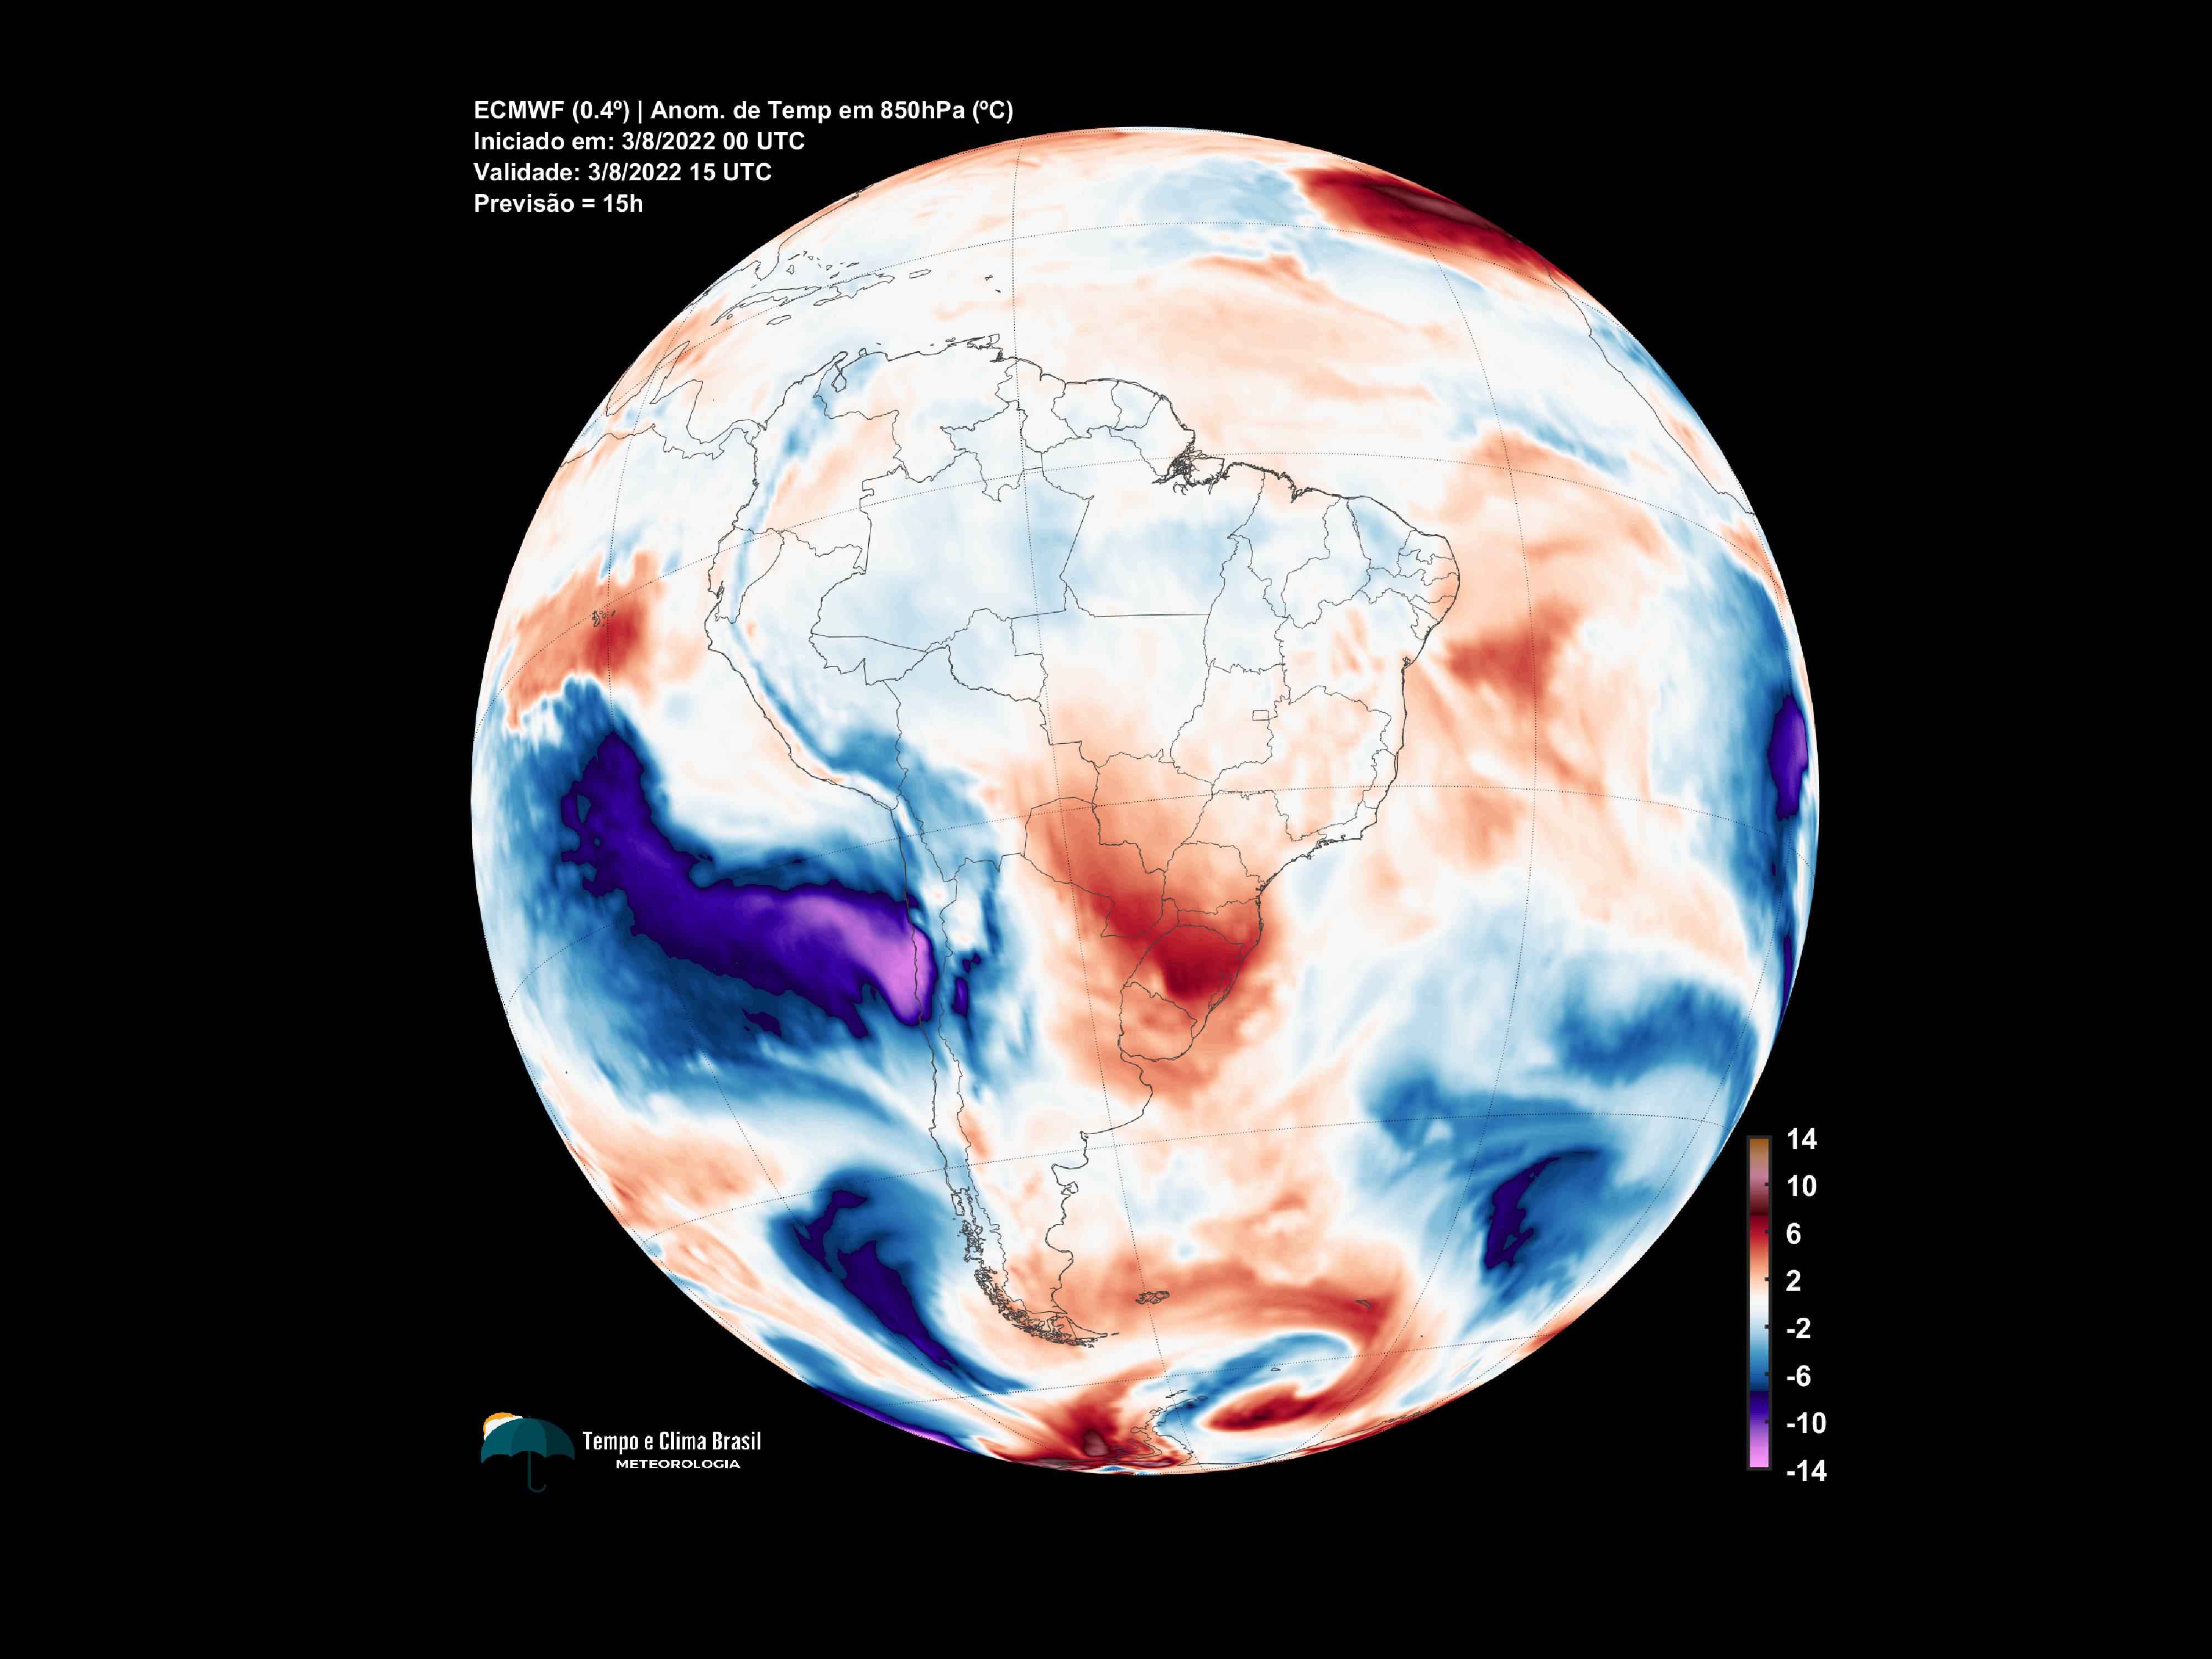 ECMWF (0.4º) | Anom. de Temp em 850hPa (ºC)
Iniciado em: 3/8/2022 00 UTC
Validade: 3/8/2022 15 UTC
Previsão = 15h
14
10
6
2
-2
-6
-10
-14
Tempo e Clima Brasil
METEOROLOGIA